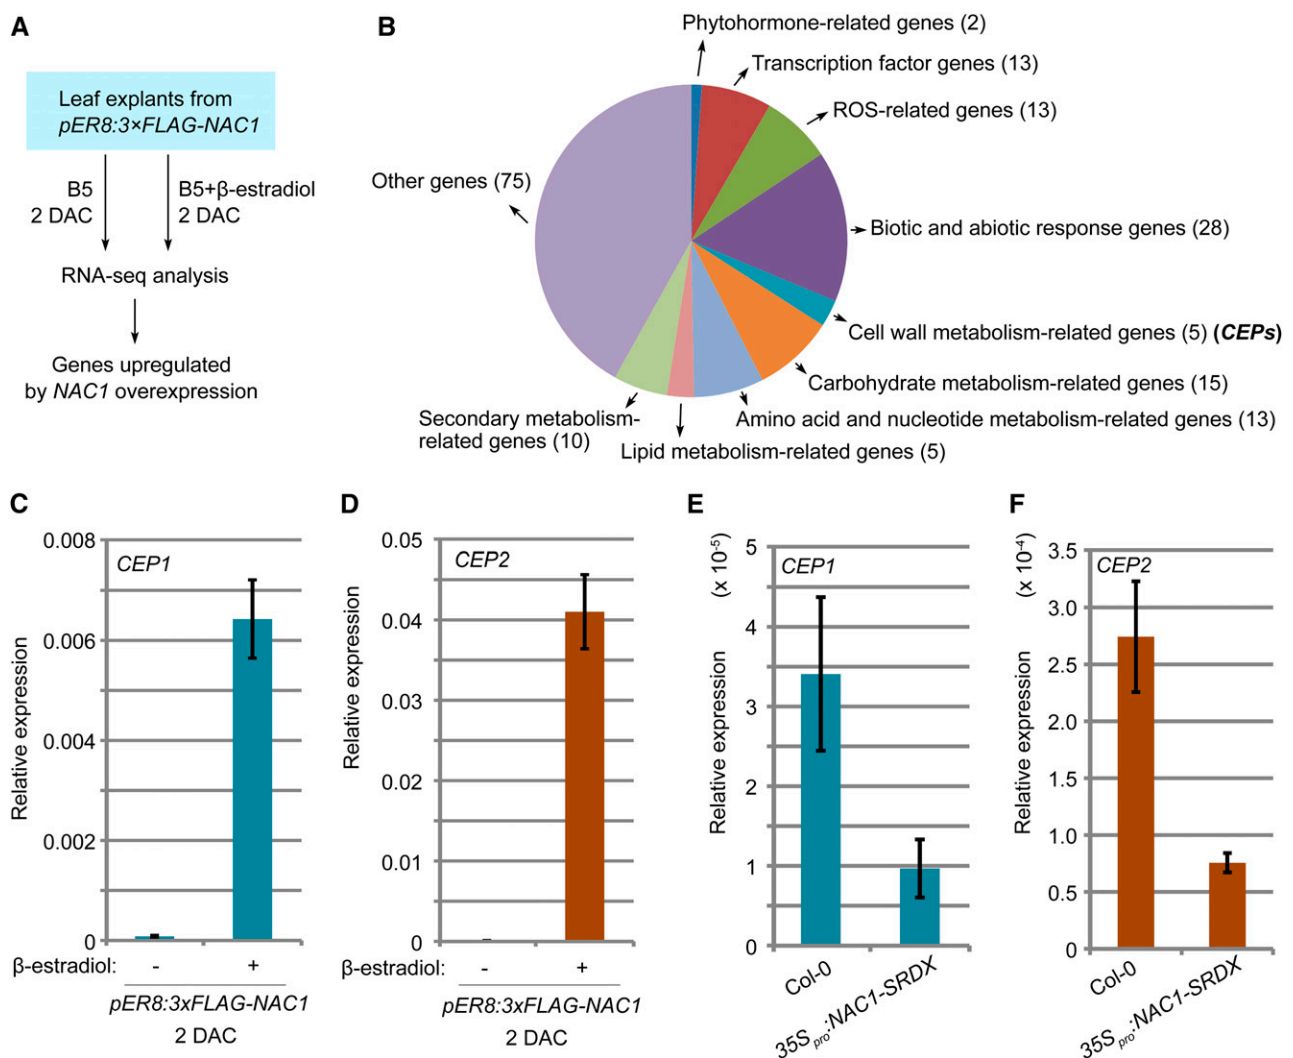 A
Leaf explants from
pER8:3×FLAG-NAC1
B5
2 DAC
B5+β-estradiol
2 DAC
RNA-seq analysis
Genes upregulated
by NAC1 overexpression
B
Phytohormone-related genes (2)
Transcription factor genes (13)
ROS-related genes (13)
Biotic and abiotic response genes (28)
Cell wall metabolism-related genes (5) (CEPs)
Carbohydrate metabolism-related genes (15)
Amino acid and nucleotide metabolism-related genes (13)
Lipid metabolism-related genes (5)
Secondary metabolism-
related genes (10)
Other genes (75)
C
Relative expression
0.008
0.006
0.004
0.002
0
CEP1
β-estradiol: - +
pER8:3xFLAG-NAC1
2 DAC
D
Relative expression
0.05
0.04
0.03
0.02
0.01
0
CEP2
β-estradiol: - +
pER8:3xFLAG-NAC1
2 DAC
E
Relative expression (x 10⁻⁵)
5
4
3
2
1
0
CEP1
Col-0
35S pro:NAC1-SRDX
F
Relative expression (x 10⁻⁴)
3.5
3.0
2.5
2.0
1.5
1.0
0.5
0
CEP2
Col-0
35S pro:NAC1-SRDX